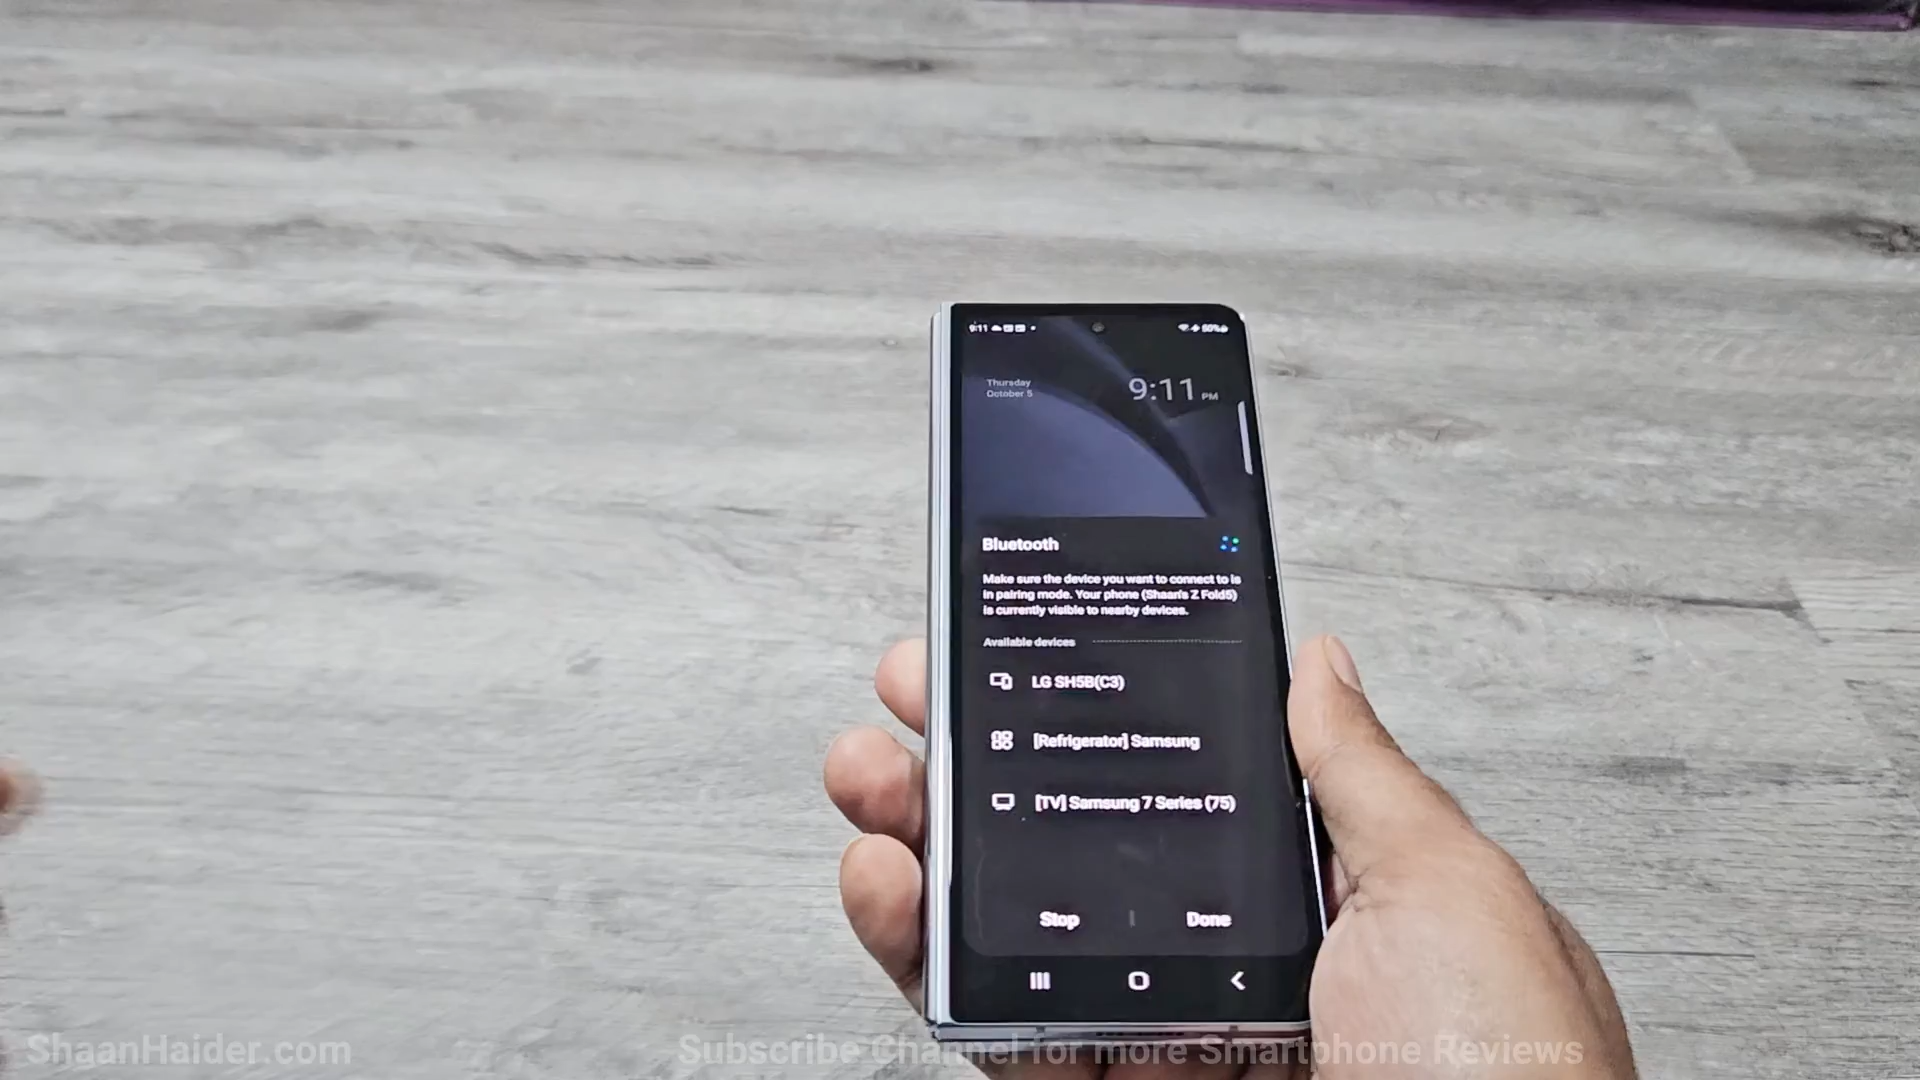 9:11
60%
Thursday
October 5
9:11 PM
Bluetooth
Make sure the device you want to connect to is
in pairing mode. Your phone (Shaan's Z Fold5)
is currently visible to nearby devices.
Available devices
LG SH5B(C3)
[Refrigerator] Samsung
[TV] Samsung 7 Series (75)
Stop
Done
ShaanHaider.com
Subscribe Channel for more Smartphone Reviews